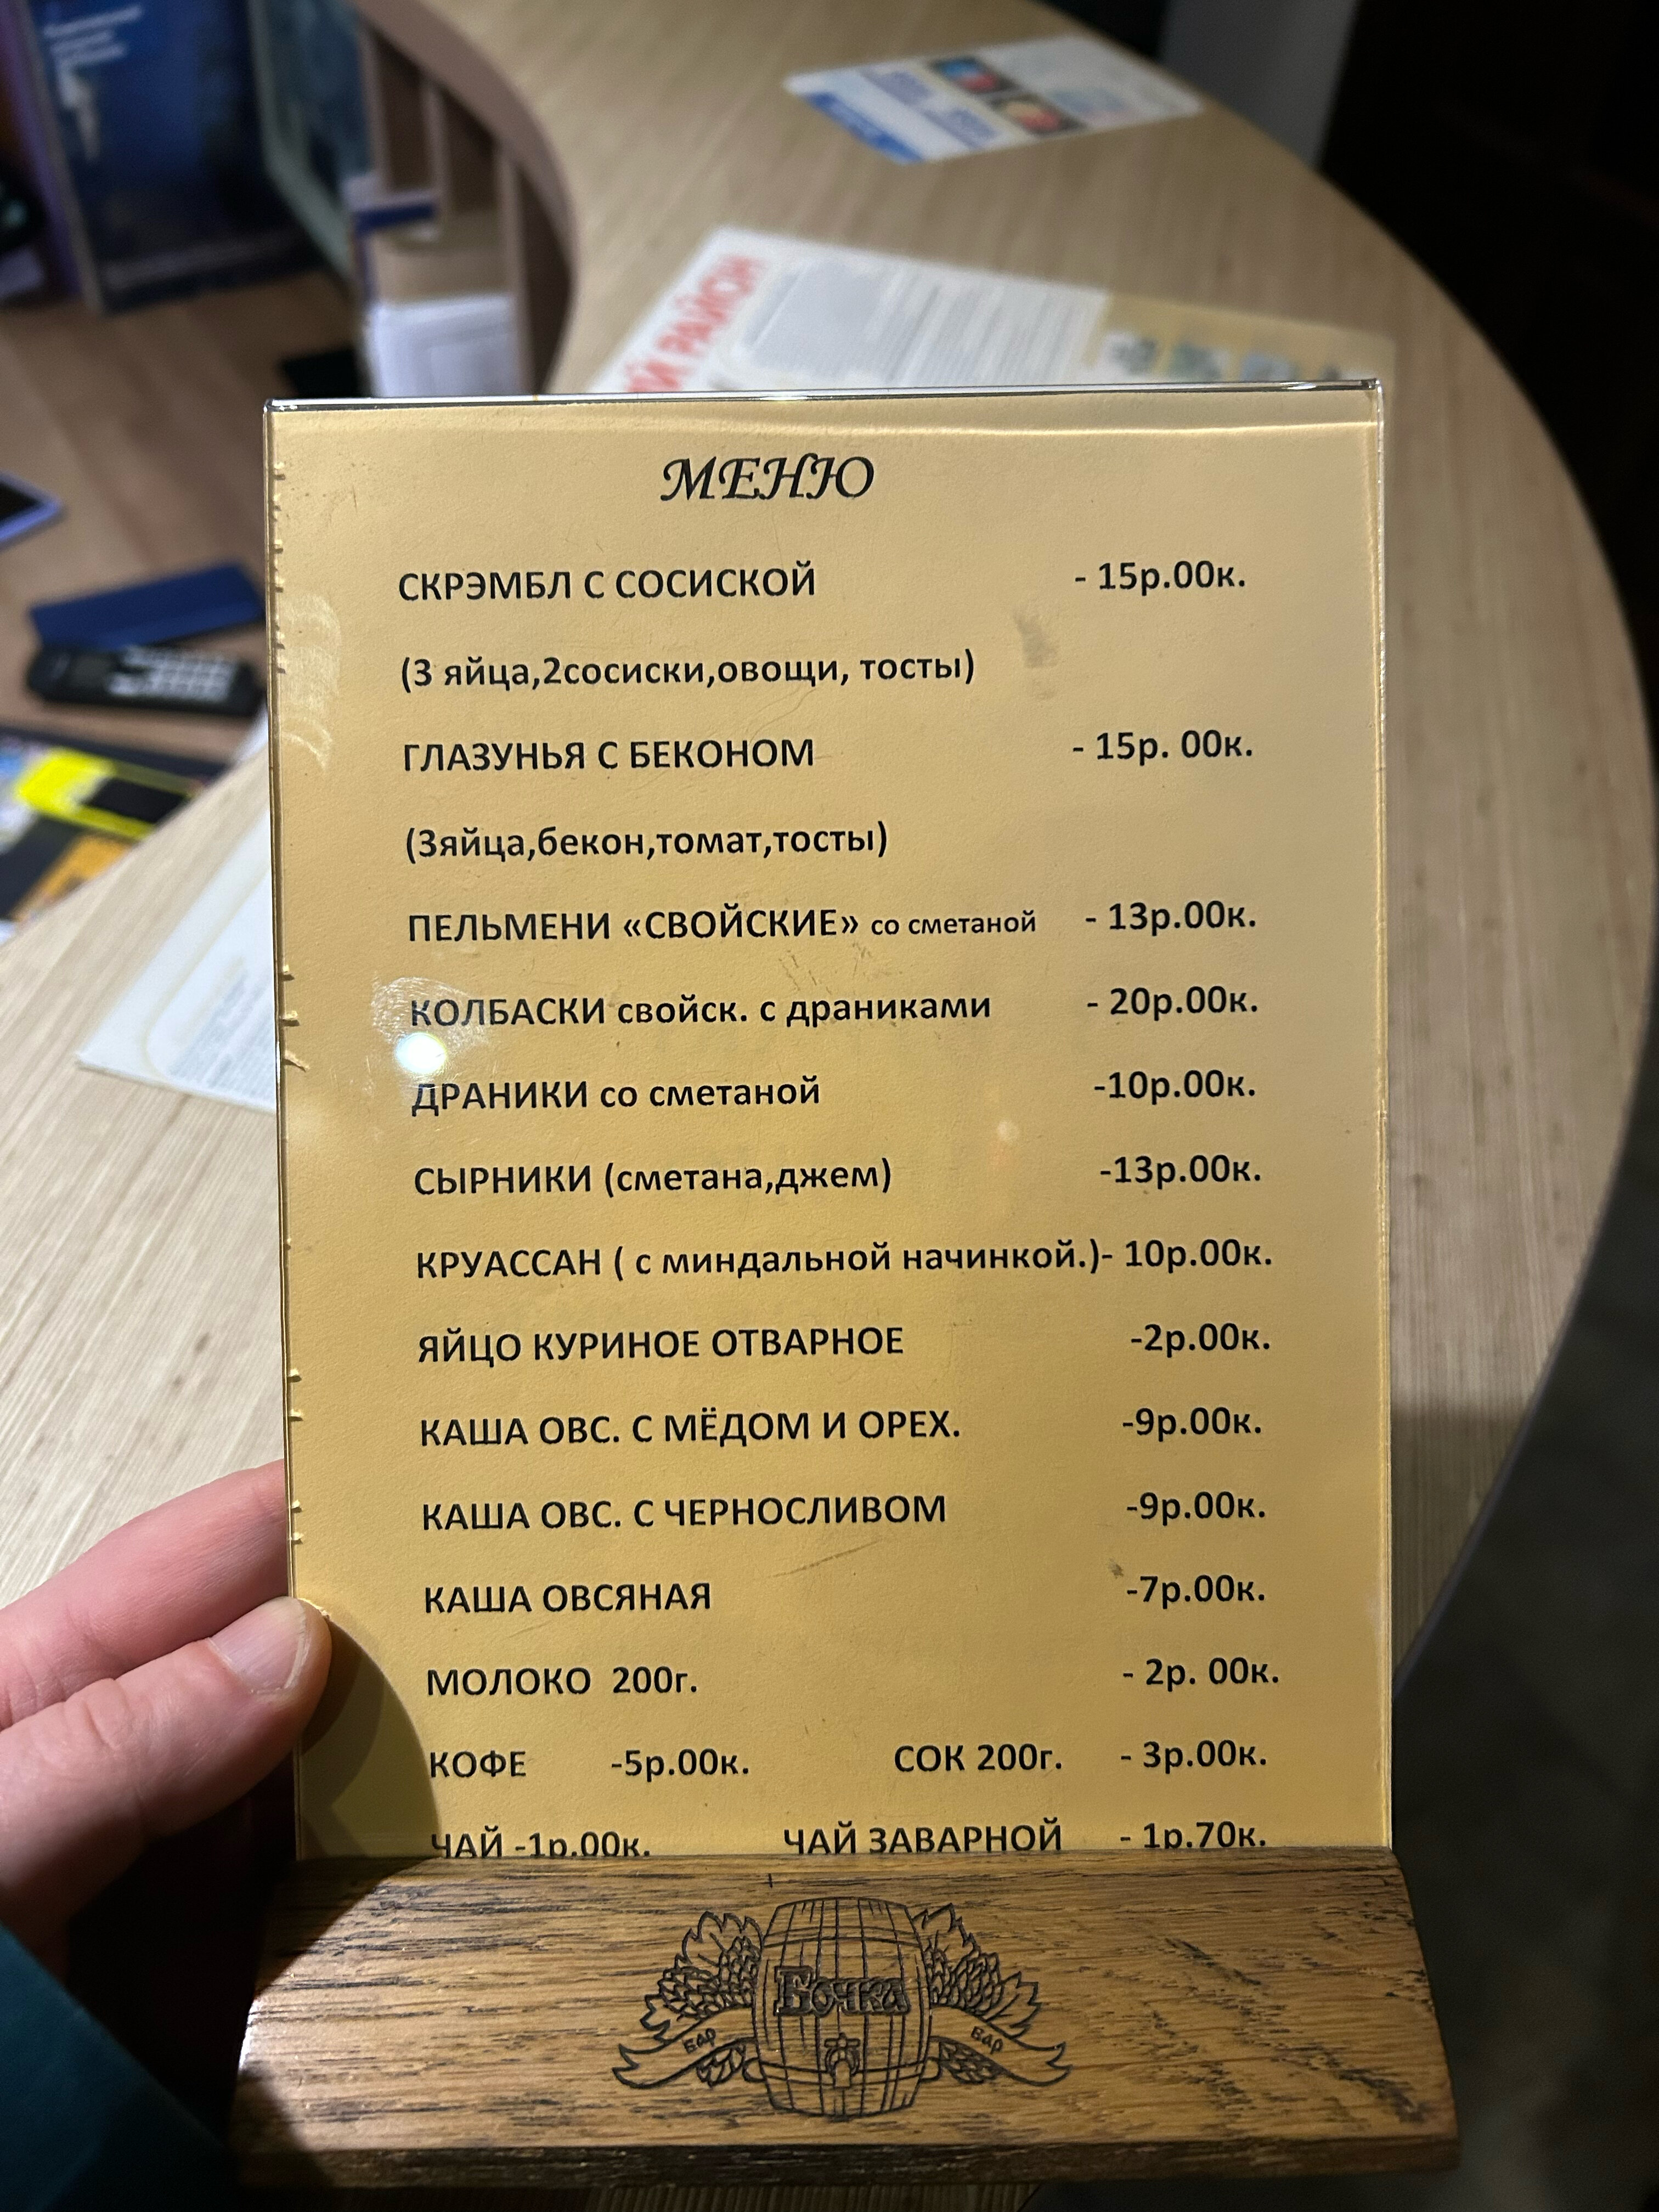 Й РАЙОН
МЕНЮ
СКРЭМБЛ С СОСИСКОЙ - 15р.00к.
(3 яйца,2сосиски,овощи, тосты)
ГЛАЗУНЬЯ С БЕКОНОМ - 15р. 00к.
(3яйца,бекон,томат,тосты)
ПЕЛЬМЕНИ «СВОЙСКИЕ» со сметаной - 13р.00к.
КОЛБАСКИ свойск. с драниками - 20р.00к.
ДРАНИКИ со сметаной -10р.00к.
СЫРНИКИ (сметана,джем) -13р.00к.
КРУАССАН ( с миндальной начинкой.)- 10р.00к.
ЯЙЦО КУРИНОЕ ОТВАРНОЕ -2р.00к.
КАША ОВС. С МЁДОМ И ОРЕХ. -9р.00к.
КАША ОВС. С ЧЕРНОСЛИВОМ -9р.00к.
КАША ОВСЯНАЯ -7р.00к.
МОЛОКО 200г. - 2р. 00к.
КОФЕ -5р.00к. СОК 200г. - 3р.00к.
ЧАЙ -1р.00к. ЧАЙ ЗАВАРНОЙ - 1р.70к.
Бочка
Бар Бар